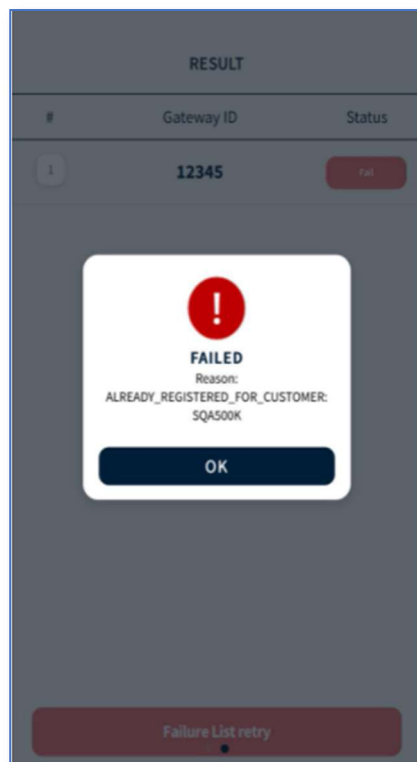 RESULT
# Gateway ID Status
1 12345 Fail
!
FAILED
Reason:
ALREADY_REGISTERED_FOR_CUSTOMER:
SQA500K
OK
Failure List retry